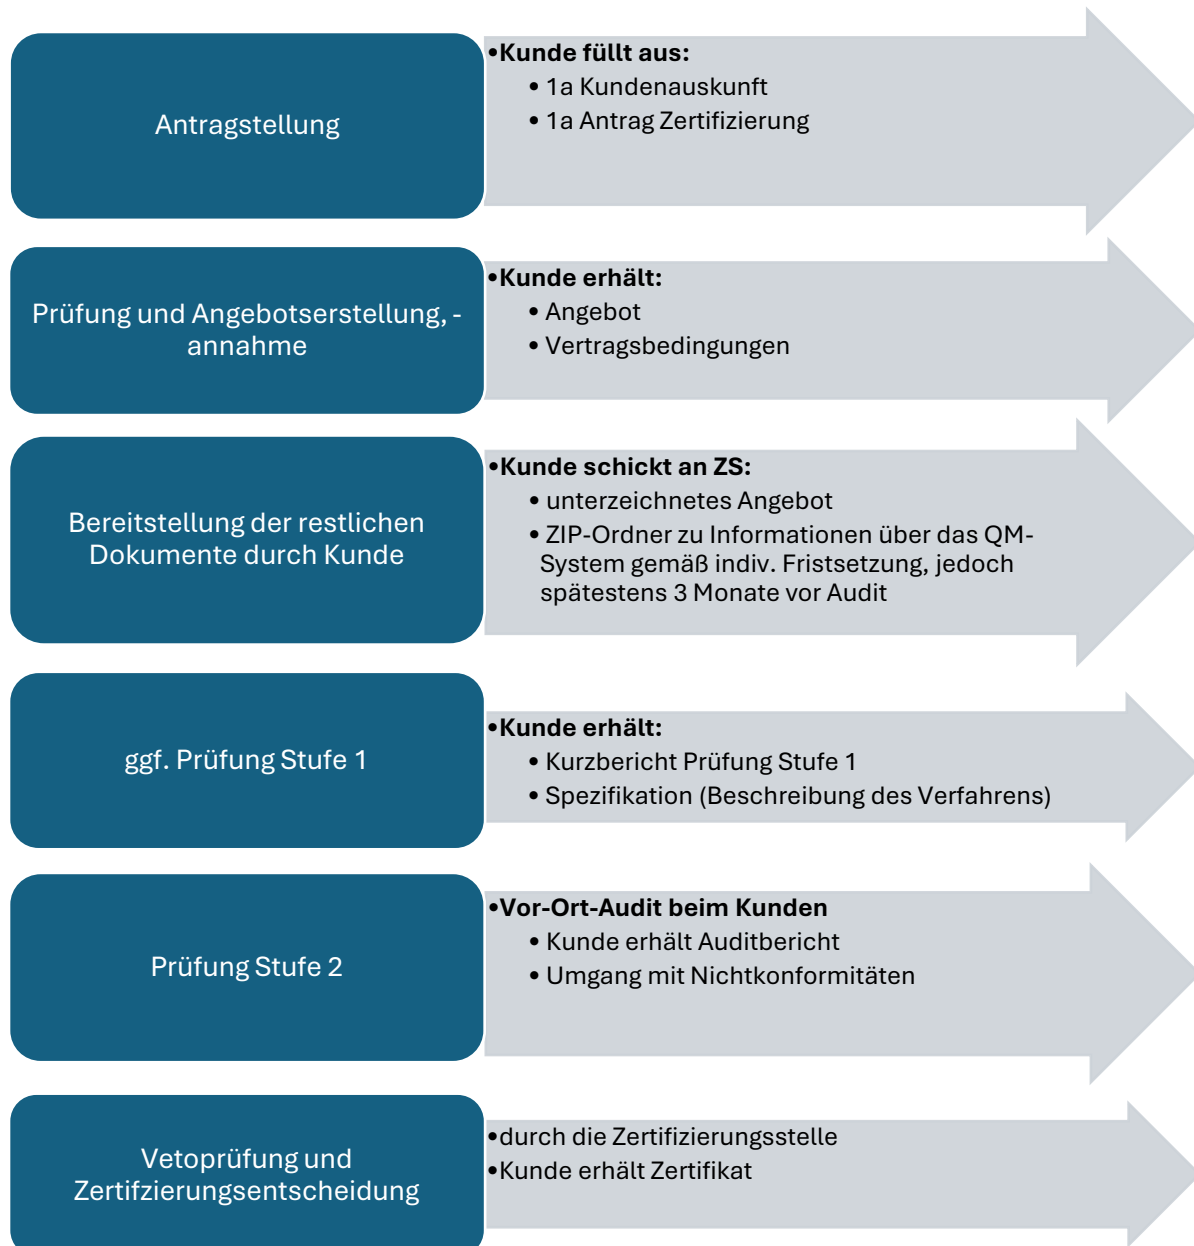 Antragstellung
•Kunde füllt aus:
• 1a Kundenauskunft
• 1a Antrag Zertifizierung
Prüfung und Angebotserstellung, -
annahme
•Kunde erhält:
• Angebot
• Vertragsbedingungen
Bereitstellung der restlichen
Dokumente durch Kunde
•Kunde schickt an ZS:
• unterzeichnetes Angebot
• ZIP-Ordner zu Informationen über das QM-
System gemäß indiv. Fristsetzung, jedoch
spätestens 3 Monate vor Audit
ggf. Prüfung Stufe 1
•Kunde erhält:
• Kurzbericht Prüfung Stufe 1
• Spezifikation (Beschreibung des Verfahrens)
Prüfung Stufe 2
•Vor-Ort-Audit beim Kunden
• Kunde erhält Auditbericht
• Umgang mit Nichtkonformitäten
Vetoprüfung und
Zertifzierungsentscheidung
•durch die Zertifizierungsstelle
•Kunde erhält Zertifikat